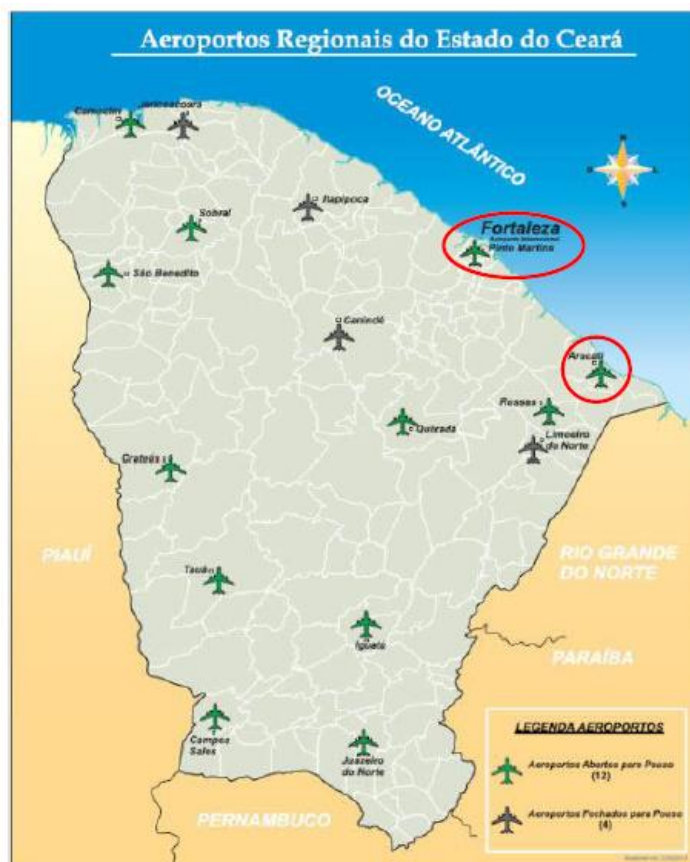 Aeroportos Regionais do Estado do Ceará
OCEANO ATLÂNTICO
Camocim
Jericoacoara
Itapipoca
Sobral
Fortaleza
Aeroporto Internacional
Pinto Martins
São Benedito
Canindé
Aracati
Russas
Quixadá
Limoeiro
do Norte
Crateús
PIAUÍ
RIO GRANDE
DO NORTE
Tauá
Iguatu
PARAÍBA
Campos
Sales
Juazeiro
do Norte
PERNAMBUCO
LEGENDA AEROPORTOS
Aeroportos Abertos para Pouso
(12)
Aeroportos Fechados para Pouso
(4)